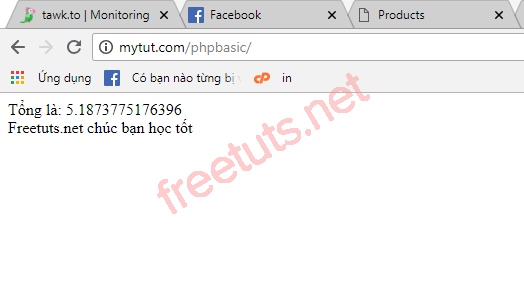 tawk.to | Monitoring
Facebook
Products
mytut.com/phpbasic/
Ứng dụng
Có bạn nào từng bị v
in
Tổng là: 5.1873775176396
Freetuts.net chúc bạn học tốt
freetuts.net